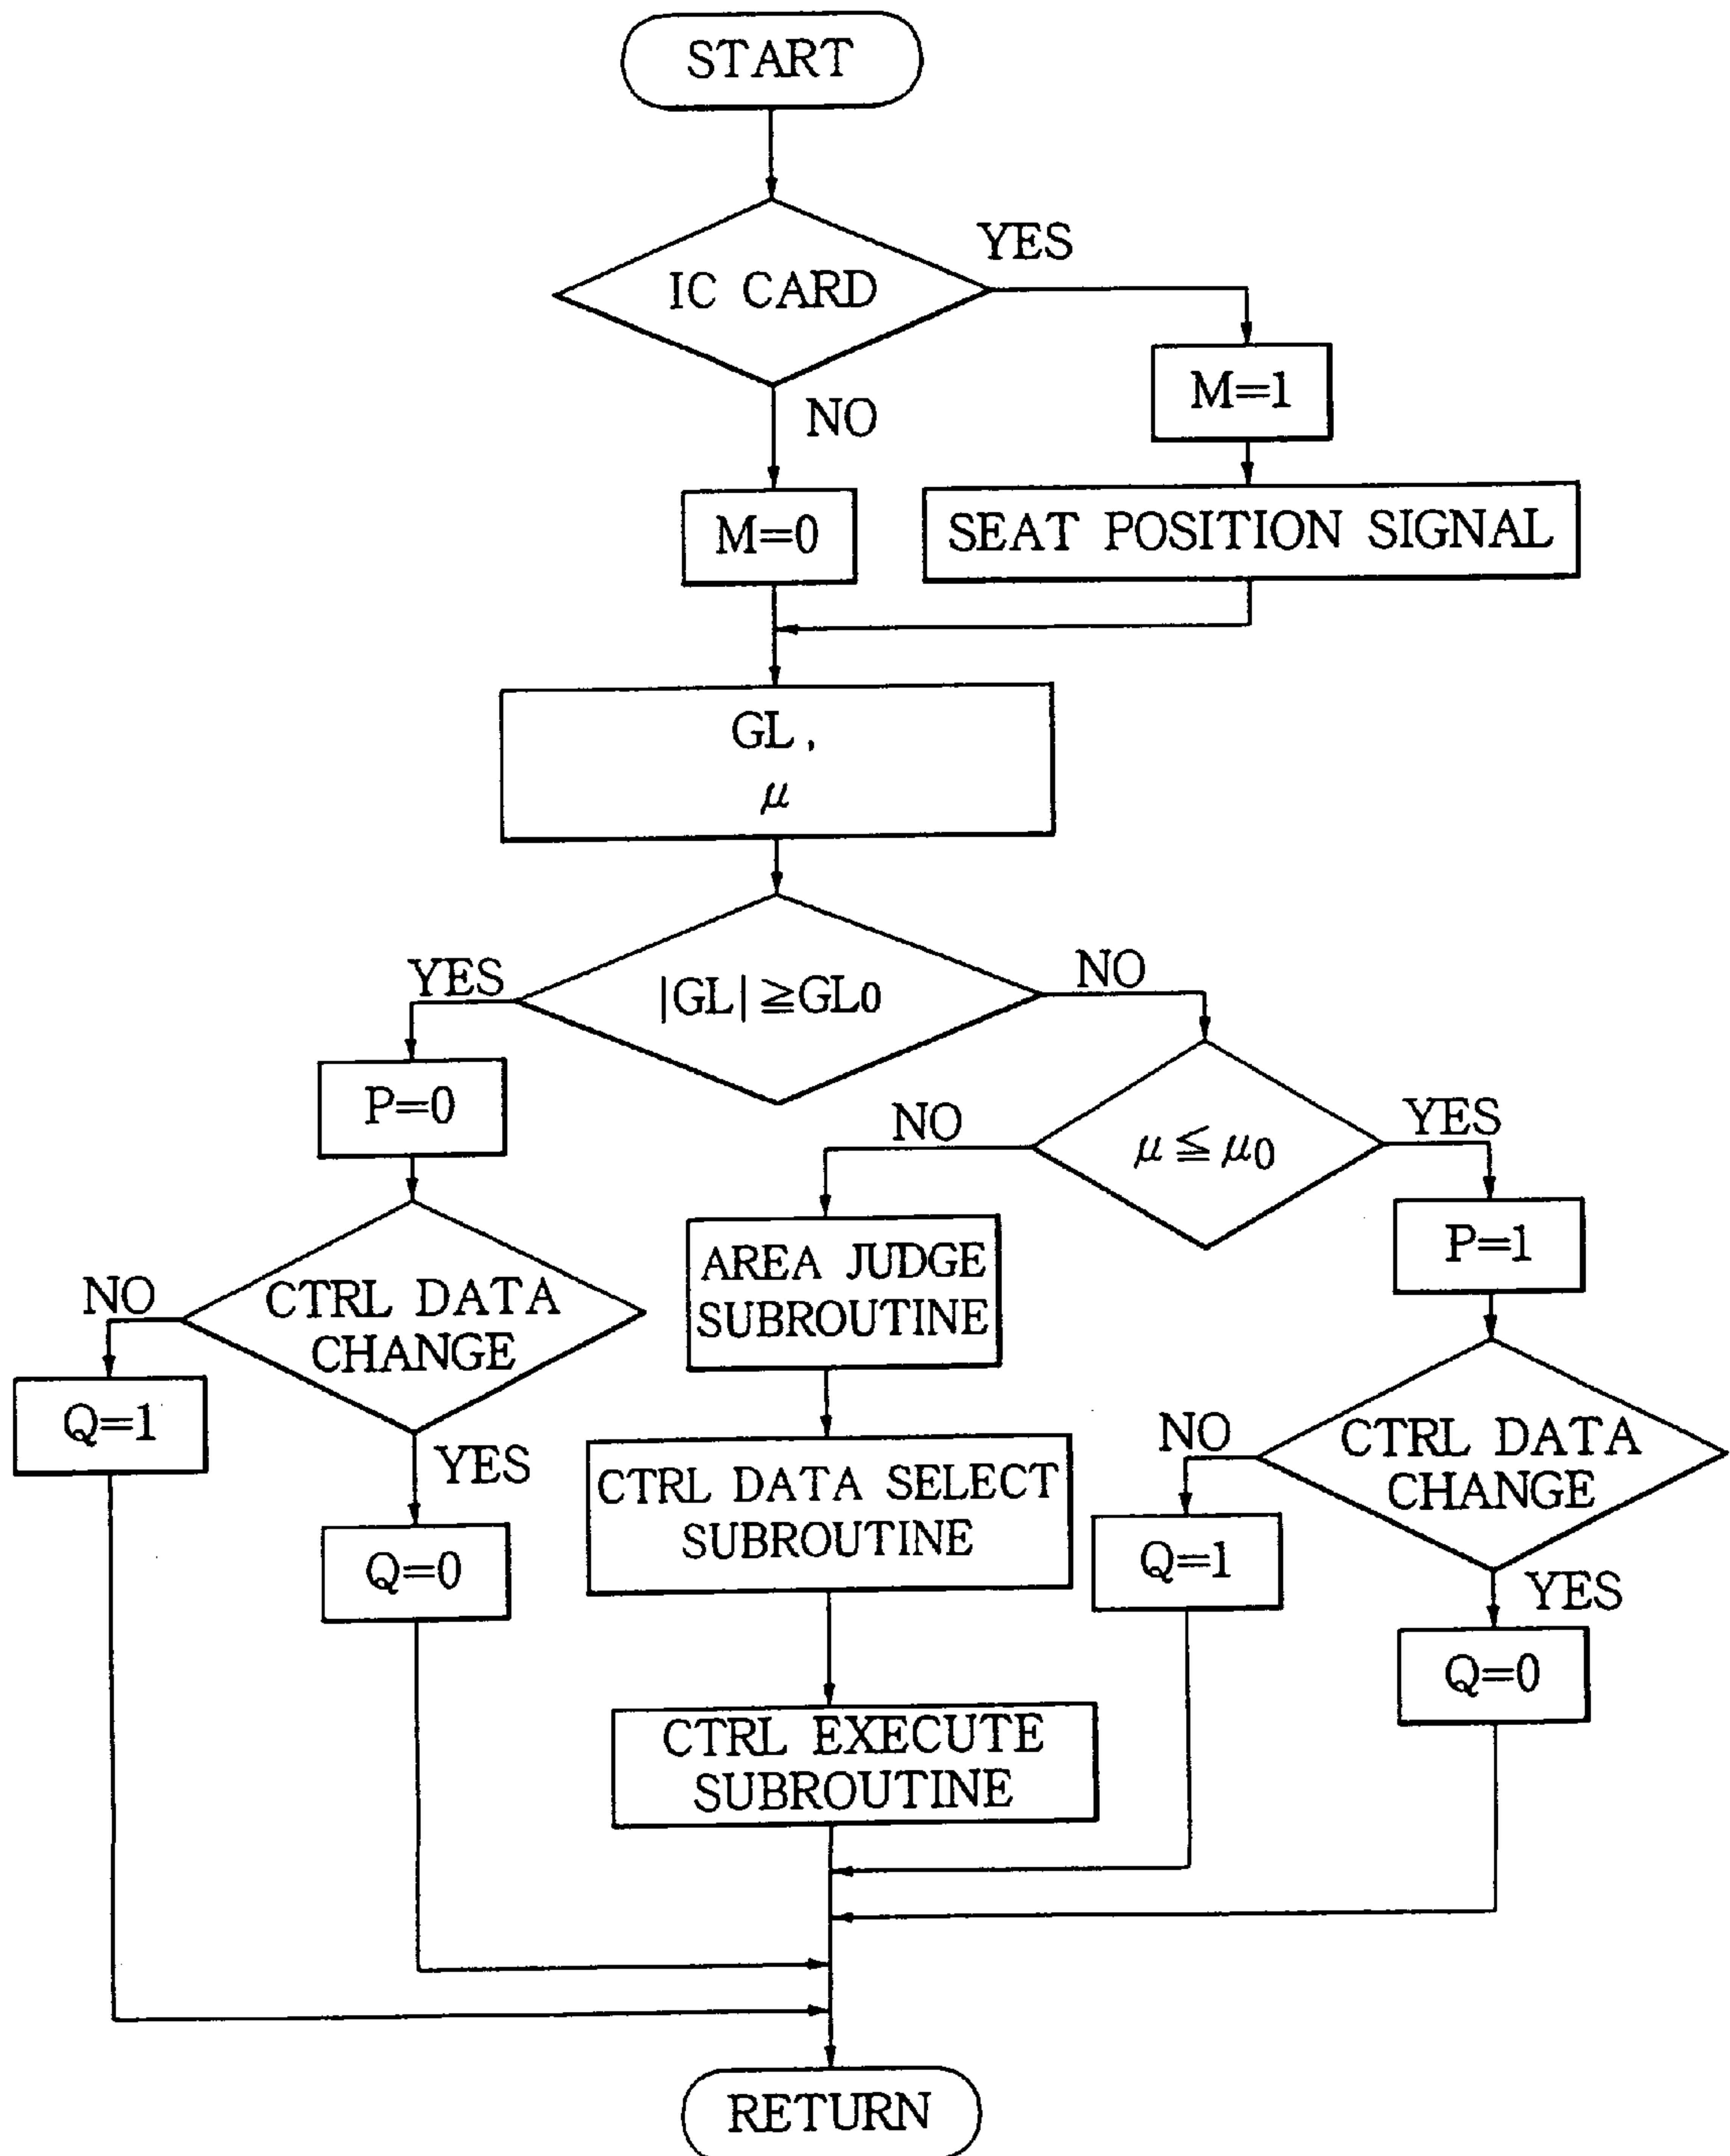 START
YES
IC CARD
M=1
NO
M=0
SEAT POSITION SIGNAL
GL,
μ
YES
NO
|GL|≧GL0
P=0
NO
YES
μ≦μ0
P=1
AREA JUDGE
SUBROUTINE
NO
CTRL DATA
CHANGE
Q=1
YES
NO
CTRL DATA
CHANGE
CTRL DATA SELECT
SUBROUTINE
Q=0
Q=1
YES
Q=0
CTRL EXECUTE
SUBROUTINE
RETURN